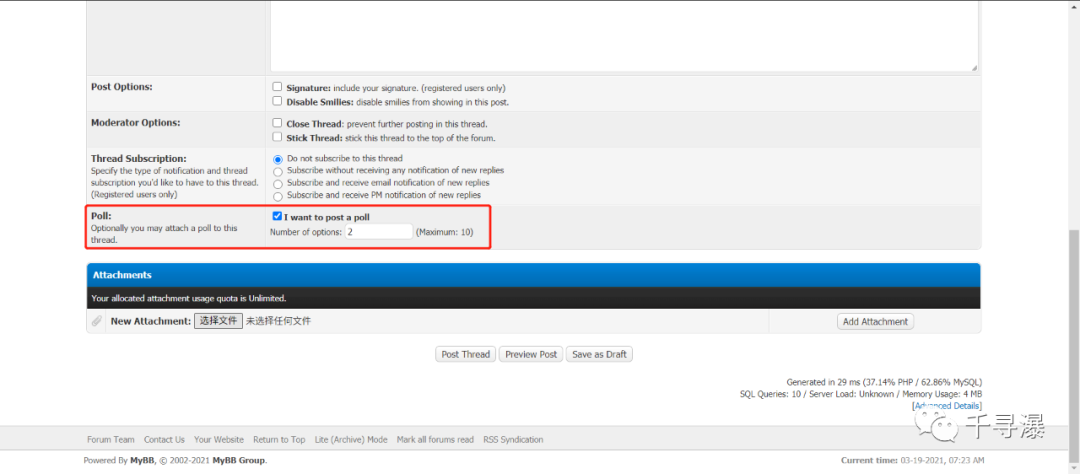 Post Options:
Signature: include your signature. (registered users only)
Disable Smilies: disable smilies from showing in this post.
Moderator Options:
Close Thread: prevent further posting in this thread.
Stick Thread: stick this thread to the top of the forum.
Thread Subscription:
Specify the type of notification and thread
subscription you'd like to have to this thread.
(Registered users only)
Do not subscribe to this thread
Subscribe without receiving any notification of new replies
Subscribe and receive email notification of new replies
Subscribe and receive PM notification of new replies
Poll:
Optionally you may attach a poll to this
thread.
I want to post a poll
Number of options: 2 (Maximum: 10)
Attachments
Your allocated attachment usage quota is Unlimited.
New Attachment: 选择文件 未选择任何文件 Add Attachment
Post Thread Preview Post Save as Draft
Generated in 29 ms (37.14% PHP / 62.86% MySQL)
SQL Queries: 10 / Server Load: Unknown / Memory Usage: 4 MB
[Advanced Details]
千寻瀑
Forum Team Contact Us Your Website Return to Top Lite (Archive) Mode Mark all forums read RSS Syndication
Powered By MyBB, © 2002-2021 MyBB Group. Current time: 03-19-2021, 07:23 AM